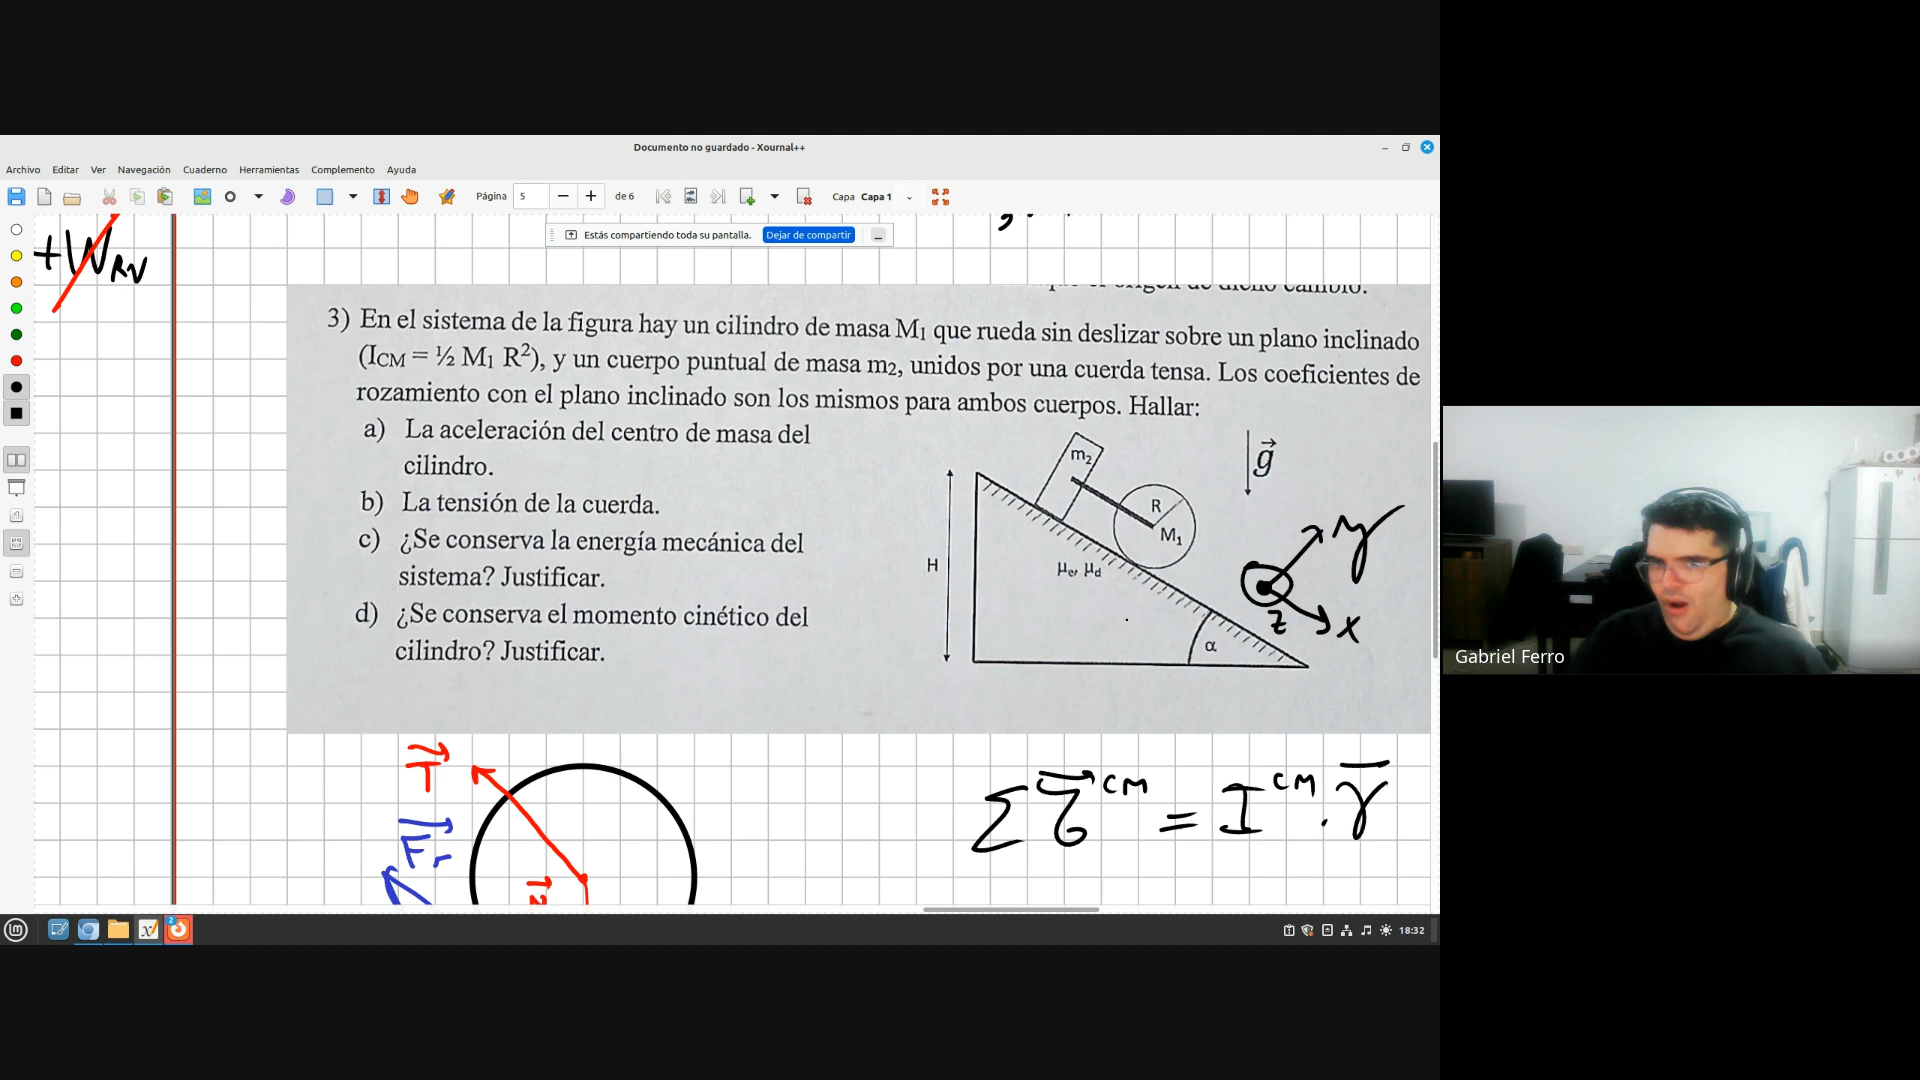 Documento no guardado - Xournal++
Archivo Editar Ver Navegación Cuaderno Herramientas Complemento Ayuda
Página 5 de 6 Capa Capa 1
Estás compartiendo toda su pantalla. Dejar de compartir
+W_RN
origen de dicho cambio.
3) En el sistema de la figura hay un cilindro de masa M₁ que rueda sin deslizar sobre un plano inclinado
(I_CM = ½ M₁ R²), y un cuerpo puntual de masa m₂, unidos por una cuerda tensa. Los coeficientes de
rozamiento con el plano inclinado son los mismos para ambos cuerpos. Hallar:
a) La aceleración del centro de masa del
cilindro.
b) La tensión de la cuerda.
c) ¿Se conserva la energía mecánica del
sistema? Justificar.
d) ¿Se conserva el momento cinético del
cilindro? Justificar.
m₂
R
M₁
H
μe, μd
α
g⃗
y
z
x
T⃗
F⃗r
Σ τ⃗ ^CM = I^CM . γ̅
Gabriel Ferro
2
18:32